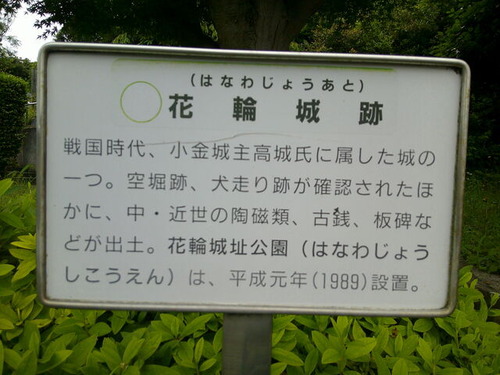 (はなわじょうあと)
花輪城跡
戦国時代、小金城主高城氏に属した城の
一つ。空堀跡、犬走り跡が確認されたほ
かに、中・近世の陶磁類、古銭、板碑な
どが出土。花輪城址公園（はなわじょう
しこうえん）は、平成元年(1989)設置。